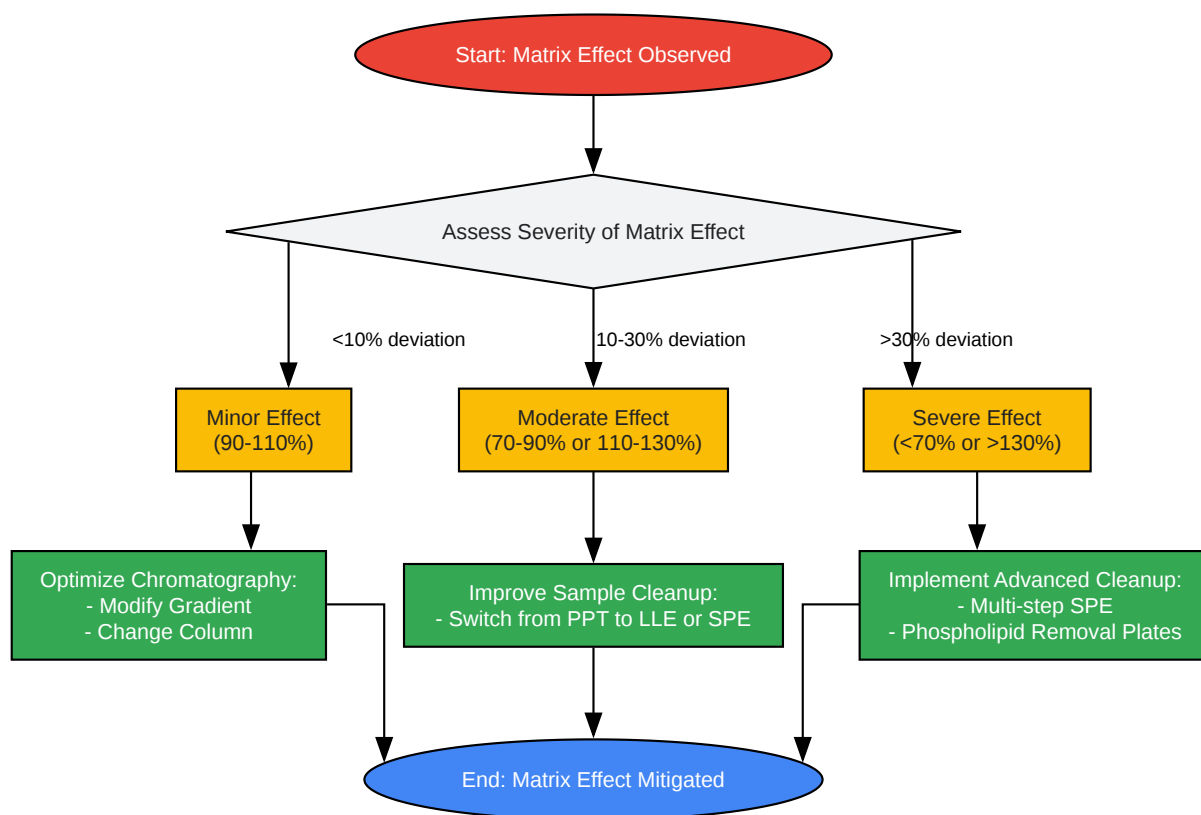 Start: Matrix Effect Observed
Assess Severity of Matrix Effect
<10% deviation
10-30% deviation
>30% deviation
Minor Effect
(90-110%)
Moderate Effect
(70-90% or 110-130%)
Severe Effect
(<70% or >130%)
Optimize Chromatography:
- Modify Gradient
- Change Column
Improve Sample Cleanup:
- Switch from PPT to LLE or SPE
Implement Advanced Cleanup:
- Multi-step SPE
- Phospholipid Removal Plates
End: Matrix Effect Mitigated